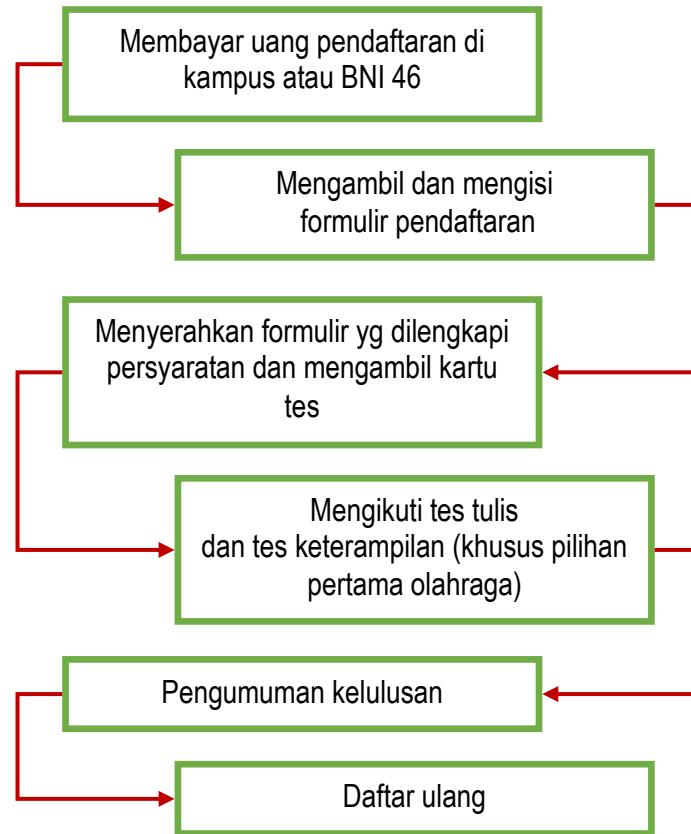 Membayar uang pendaftaran di
kampus atau BNI 46
Mengambil dan mengisi
formulir pendaftaran
Menyerahkan formulir yg dilengkapi
persyaratan dan mengambil kartu
tes
Mengikuti tes tulis
dan tes keterampilan (khusus pilihan
pertama olahraga)
Pengumuman kelulusan
Daftar ulang